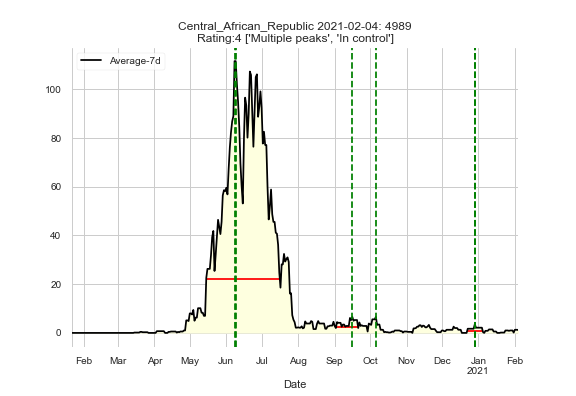 Central_African_Republic 2021-02-04: 4989
Rating:4 ['Multiple peaks', 'In control']
Average-7d
100
80
60
40
20
0
Feb Mar Apr May Jun Jul Aug Sep Oct Nov Dec Jan Feb
2021
Date